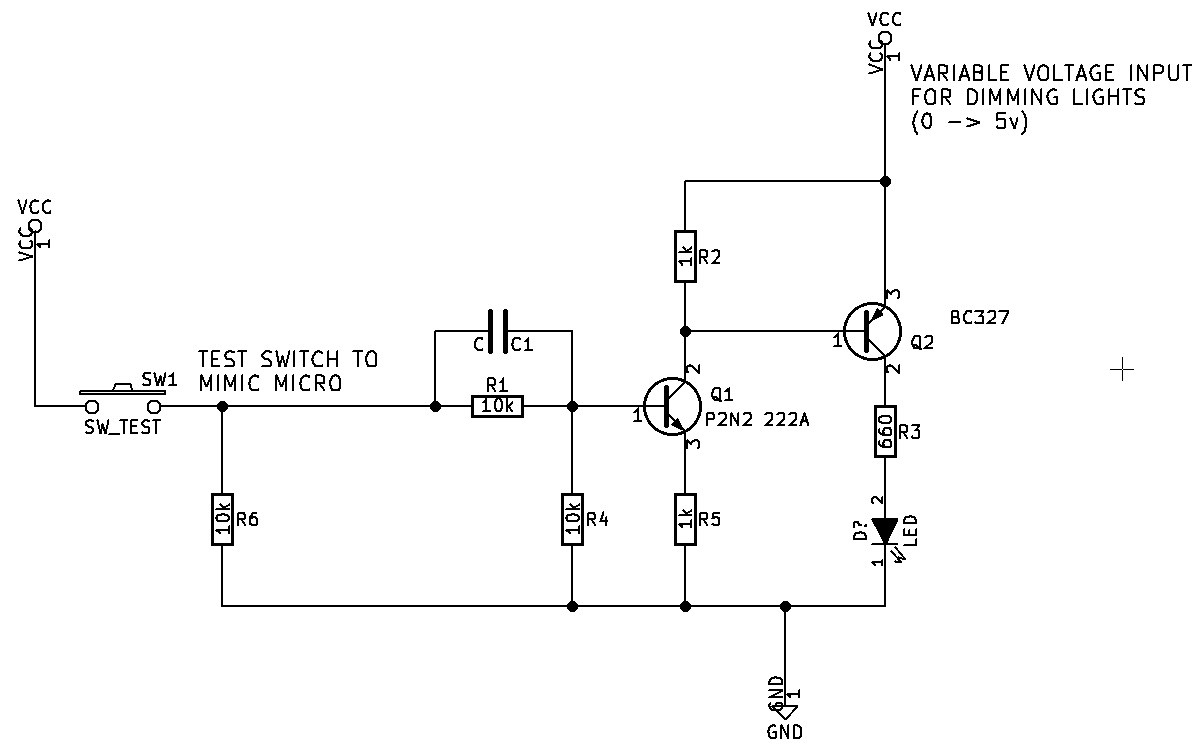 VCC
VCC
1
VARIABLE VOLTAGE INPUT
FOR DIMMING LIGHTS
(0 -> 5v)
VCC
VCC
1
1k
R2
3
1
Q2
2
BC327
TEST SWITCH TO
MIMIC MICRO
SW1
SW_TEST
C
C1
R1
10k
2
Q1
P2N2 222A
1
3
660
R3
10k
R6
10k
R4
1k
R5
2
D?
LED
1
GND
1
GND